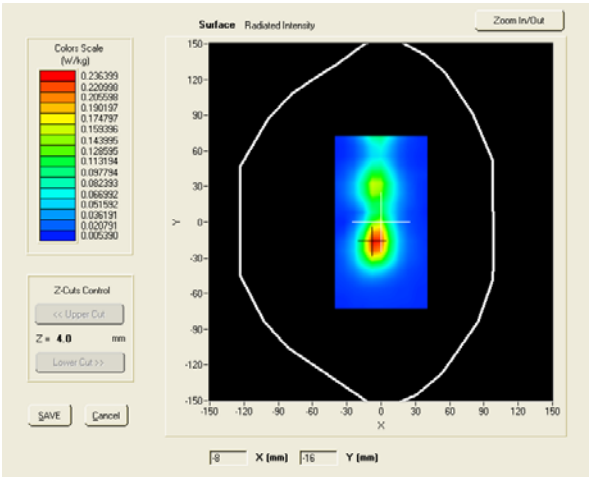 Surface Radiated Intensity
Zoom In/Out
Colors Scale
(W/kg)
0.236399
0.220998
0.205598
0.190197
0.174797
0.159396
0.143995
0.128595
0.113194
0.097794
0.082393
0.066992
0.051592
0.036191
0.020791
0.005390
Z-Cuts Control
<< Upper Cut
Z = 4.0 mm
Lower Cut >>
SAVE
Cancel
150
120
90
60
30
0
-30
-60
-90
-120
-150
Y
-150 -120 -90 -60 -30 0 30 60 90 120 150
X
-8 X (mm) -16 Y (mm)